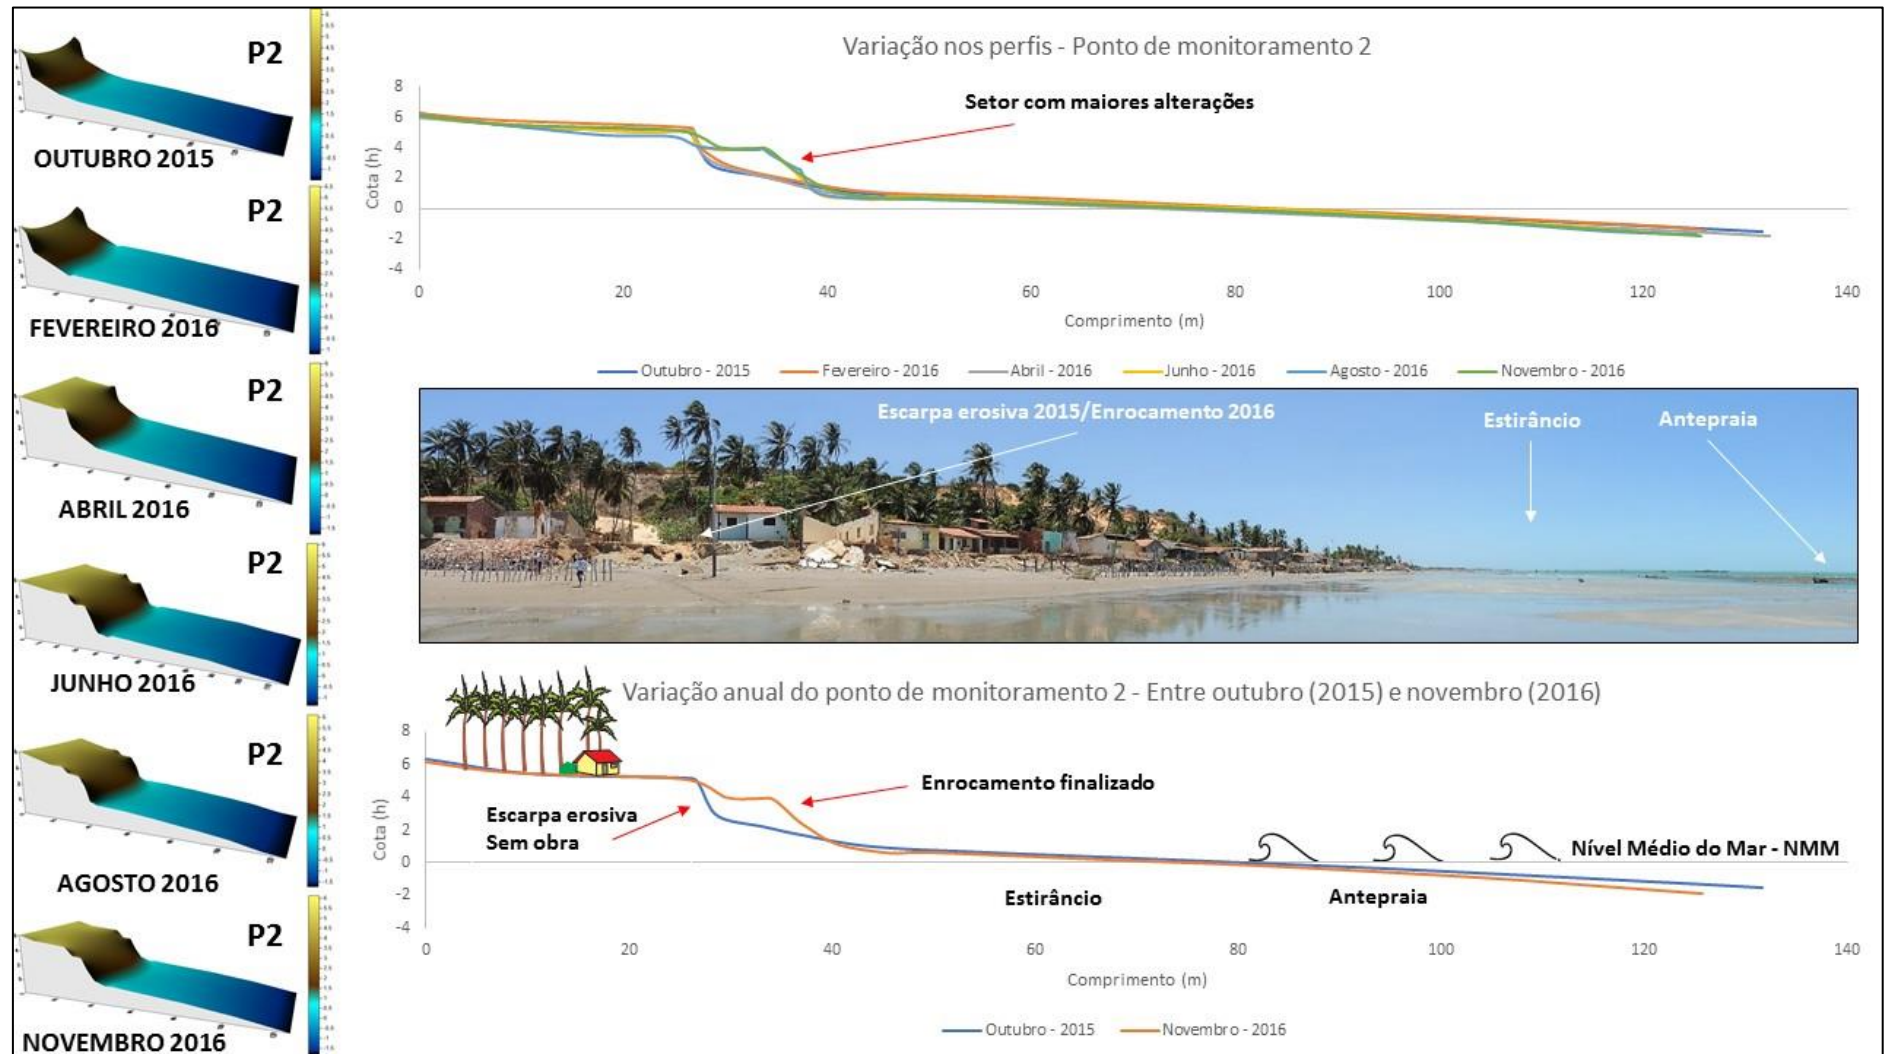 P2
OUTUBRO 2015
P2
FEVEREIRO 2016
P2
ABRIL 2016
P2
JUNHO 2016
P2
AGOSTO 2016
P2
NOVEMBRO 2016
Variação nos perfis - Ponto de monitoramento 2
Setor com maiores alterações
Cota (h)
8
6
4
2
0
-2
-4
0 20 40 60 80 100 120 140
Comprimento (m)
Outubro - 2015 Fevereiro - 2016 Abril - 2016 Junho - 2016 Agosto - 2016 Novembro - 2016
Escarpa erosiva 2015/Enrocamento 2016
Estirâncio
Antepraia
Variação anual do ponto de monitoramento 2 - Entre outubro (2015) e novembro (2016)
Cota (h)
8
6
4
2
0
-2
-4
Enrocamento finalizado
Escarpa erosiva
Sem obra
Nível Médio do Mar - NMM
Estirâncio
Antepraia
0 20 40 60 80 100 120 140
Comprimento (m)
Outubro - 2015 Novembro - 2016